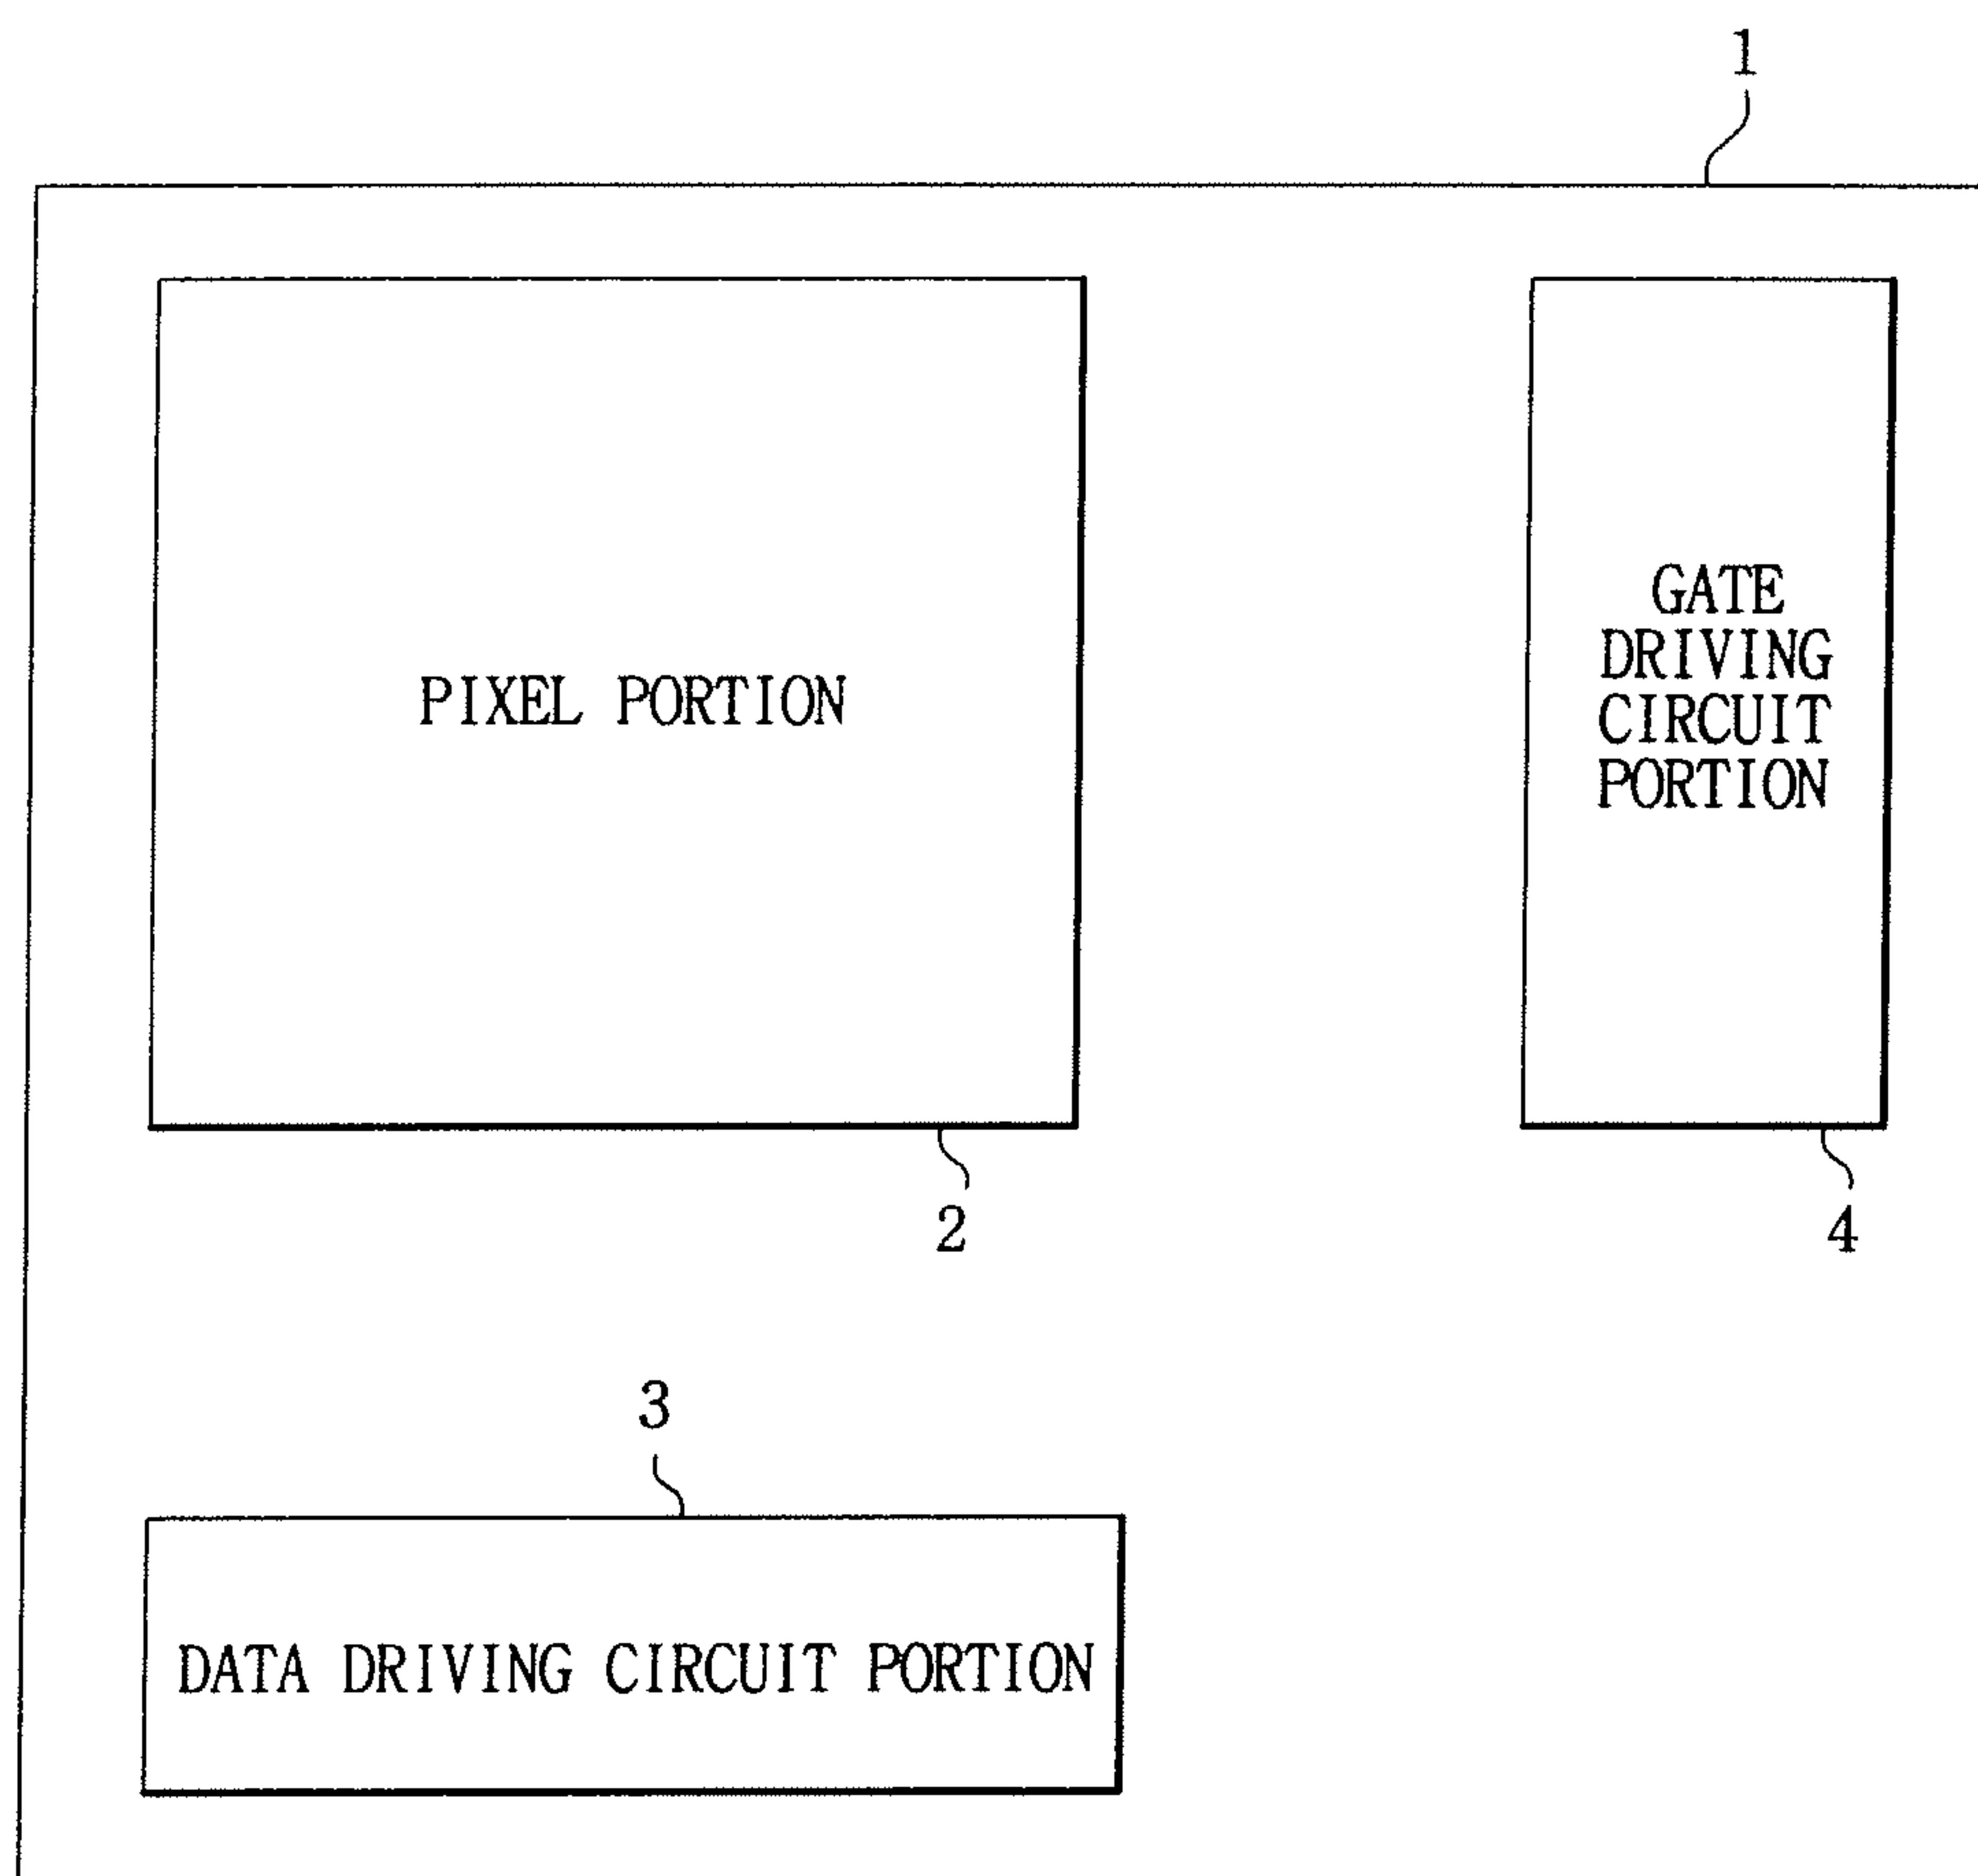 1
PIXEL PORTION
GATE
DRIVING
CIRCUIT
PORTION
2
4
3
DATA DRIVING CIRCUIT PORTION